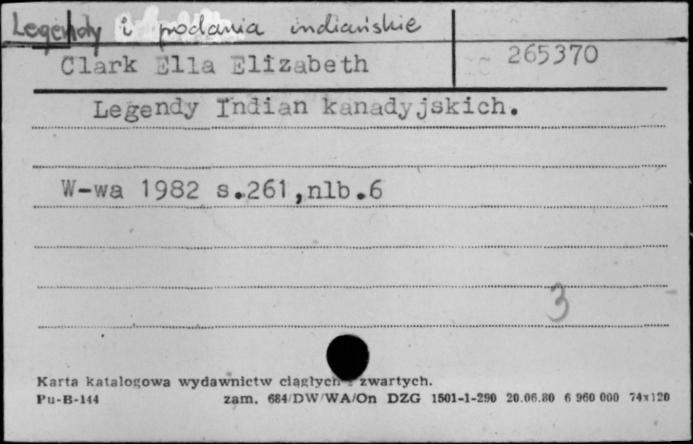 Legendy i podania indiańskie
Clark Ella Elizabeth IC 265370
Legendy Indian kanadyjskich.
W-wa 1982 s.261,nlb.6
3
Karta katalogowa wydawnictw ciągłych i zwartych.
Pu-B-144 zam. 684/DW/WA/On DZG 1501-1-290 20.06.80 6 960 000 74x120